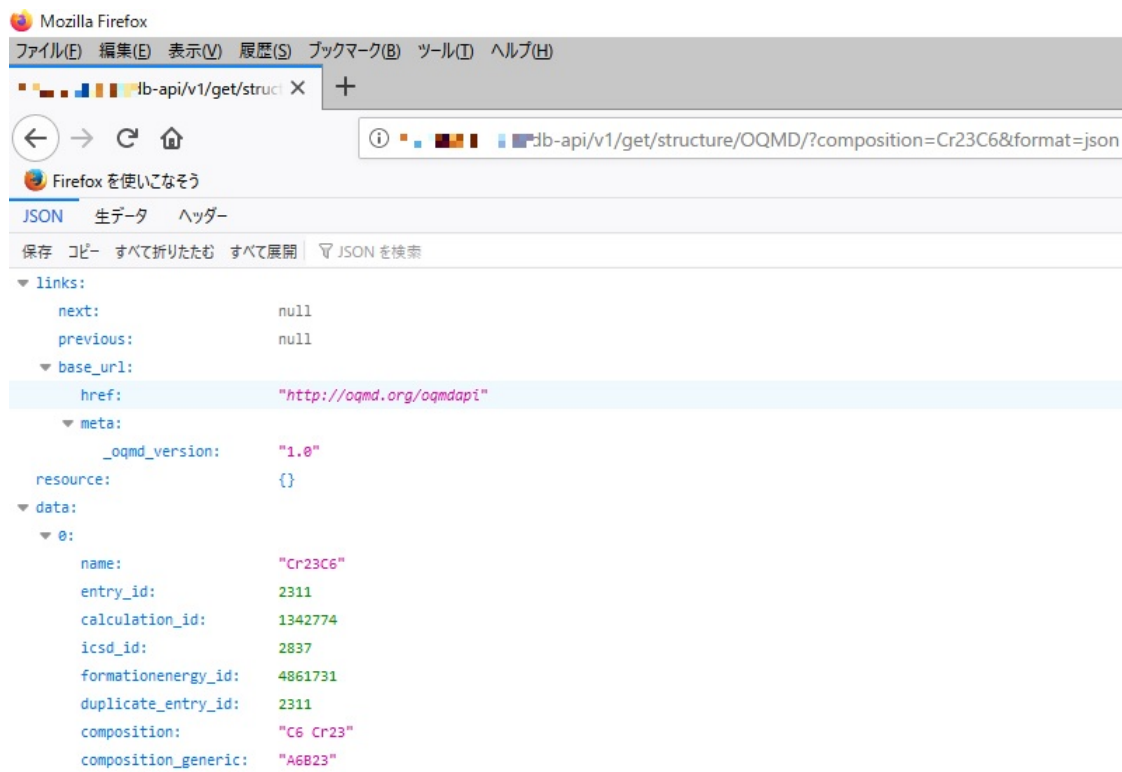 Mozilla Firefox
ファイル(F) 編集(E) 表示(V) 履歴(S) ブックマーク(B) ツール(T) ヘルプ(H)
db-api/v1/get/struct
db-api/v1/get/structure/OQMD/?composition=Cr23C6&format=json
Firefox を使いこなそう
JSON 生データ ヘッダー
保存 コピー すべて折りたたむ すべて展開 JSON を検索
links:
next: null
previous: null
base_url:
href: "http://oqmd.org/oqmdapi"
meta:
_oqmd_version: "1.0"
resource: {}
data:
0:
name: "Cr23C6"
entry_id: 2311
calculation_id: 1342774
icsd_id: 2837
formationenergy_id: 4861731
duplicate_entry_id: 2311
composition: "C6 Cr23"
composition_generic: "A6B23"